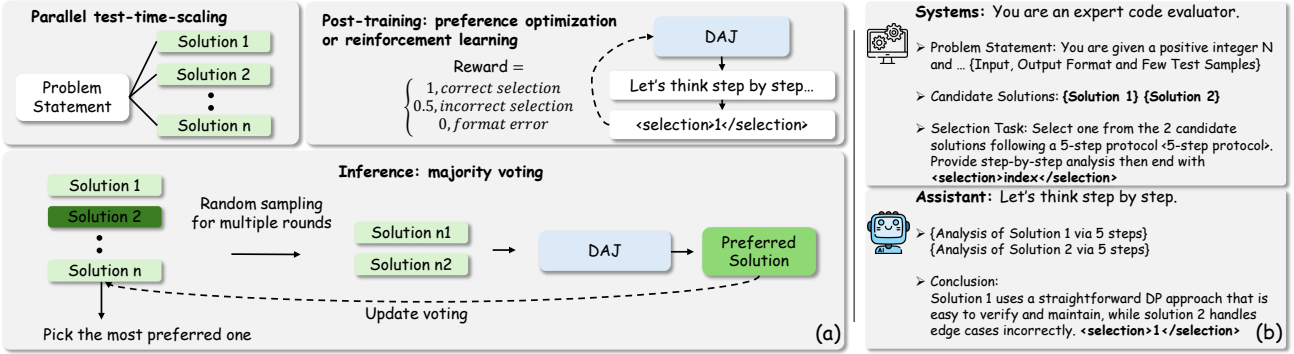 Parallel test-time-scaling
Problem
Statement
Solution 1
Solution 2
Solution n
Post-training: preference optimization
or reinforcement learning
Reward =
1, correct selection
0.5, incorrect selection
0, format error
DAJ
Let's think step by step...
<selection>1</selection>
Inference: majority voting
Solution 1
Solution 2
Solution n
Random sampling
for multiple rounds
Solution n1
Solution n2
DAJ
Preferred
Solution
Update voting
Pick the most preferred one
(a)
Systems: You are an expert code evaluator.
➢ Problem Statement: You are given a positive integer N
and ... {Input, Output Format and Few Test Samples}
➢ Candidate Solutions: {Solution 1} {Solution 2}
➢ Selection Task: Select one from the 2 candidate
solutions following a 5-step protocol <5-step protocol>.
Provide step-by-step analysis then end with
<selection>index</selection>
Assistant: Let's think step by step.
AI
➢ {Analysis of Solution 1 via 5 steps}
{Analysis of Solution 2 via 5 steps}
➢ Conclusion:
Solution 1 uses a straightforward DP approach that is
easy to verify and maintain, while solution 2 handles
edge cases incorrectly. <selection>1</selection>
(b)